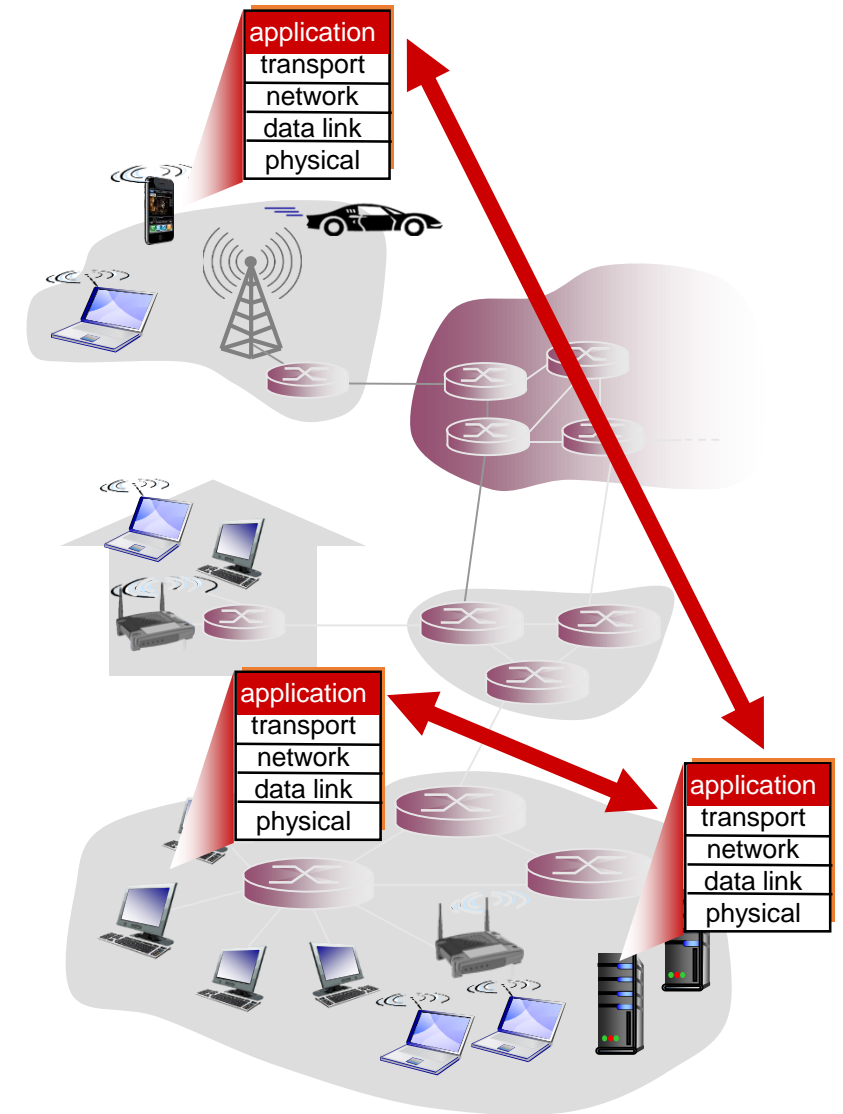 application
transport
network
data link
physical
application
transport
network
data link
physical
application
transport
network
data link
physical